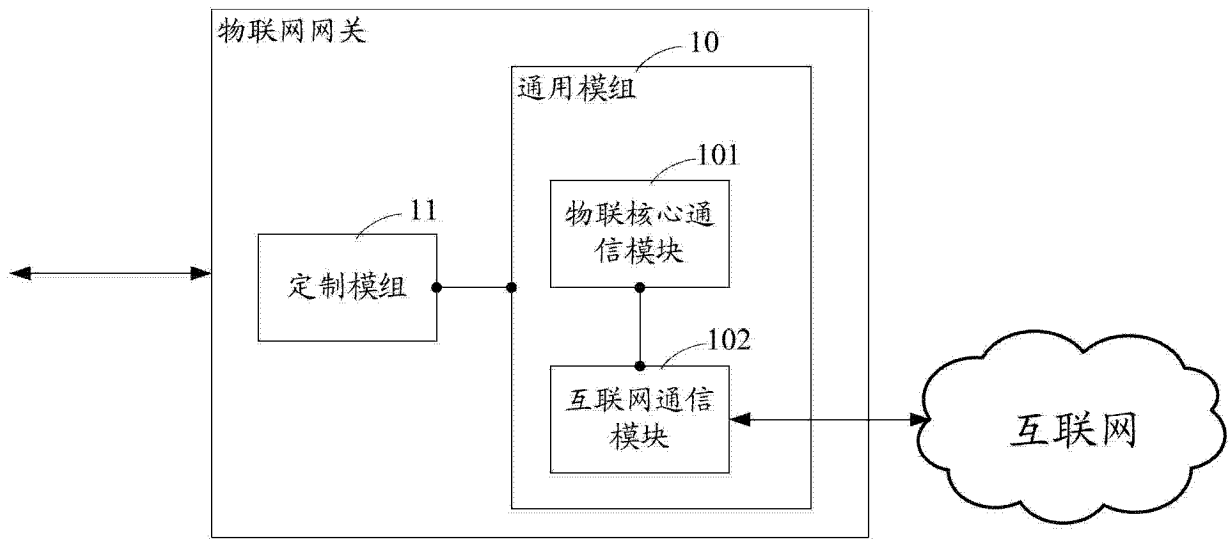 物联网网关
10
通用模组
101
物联核心通
信模块
11
定制模组
102
互联网通信
模块
互联网